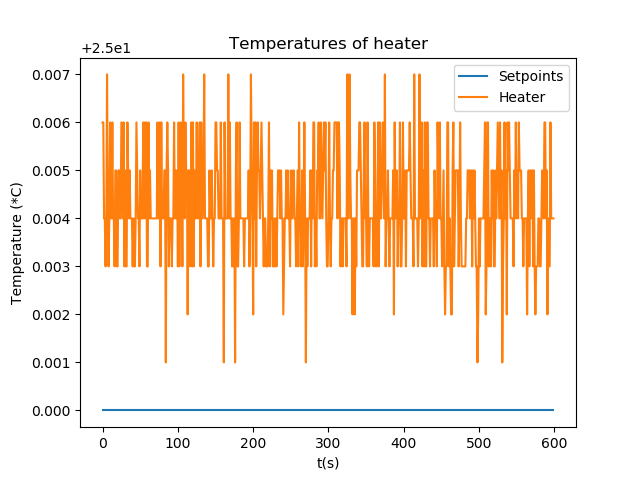 Temperatures of heater
+2.5e1
Setpoints
Heater
0.007
0.006
0.005
0.004
0.003
0.002
0.001
0.000
Temperature (*C)
0 100 200 300 400 500 600
t(s)